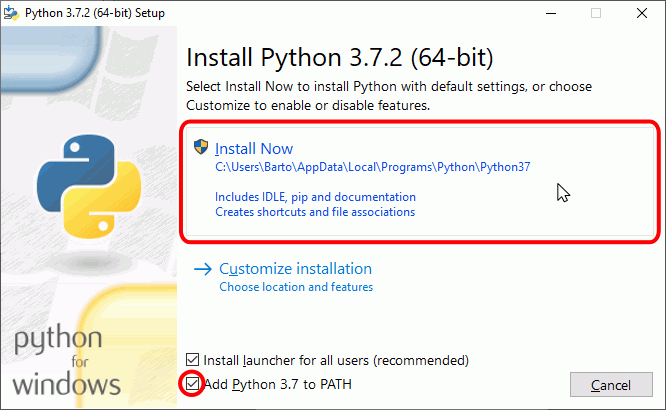 Python 3.7.2 (64-bit) Setup
Install Python 3.7.2 (64-bit)
Select Install Now to install Python with default settings, or choose
Customize to enable or disable features.
Install Now
C:\Users\Barto\AppData\Local\Programs\Python\Python37
Includes IDLE, pip and documentation
Creates shortcuts and file associations
Customize installation
Choose location and features
python
for
windows
Install launcher for all users (recommended)
Add Python 3.7 to PATH
Cancel